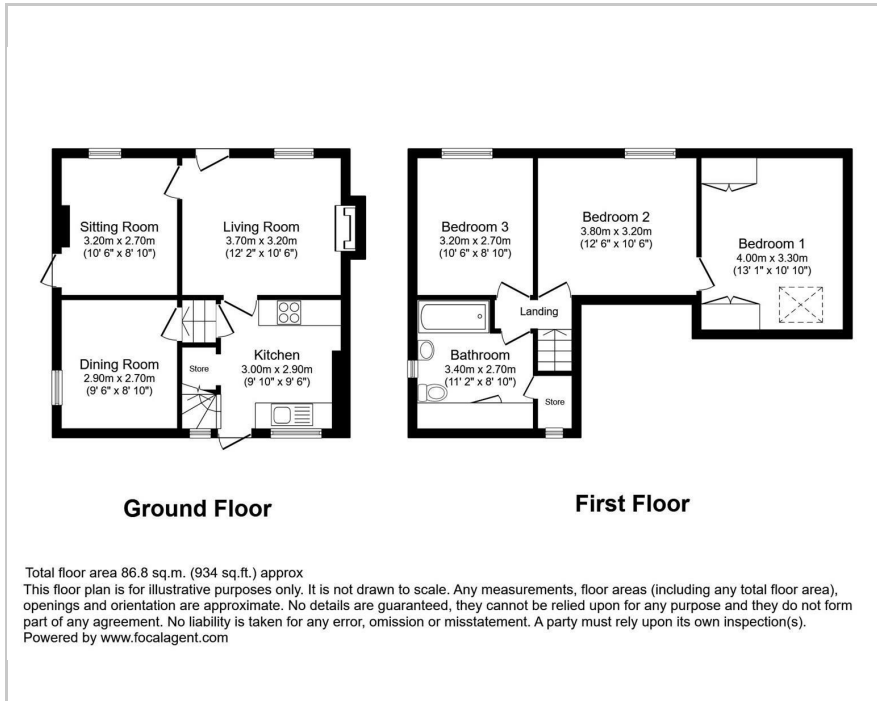 Sitting Room
3.20m x 2.70m
(10' 6" x 8' 10")
Living Room
3.70m x 3.20m
(12' 2" x 10' 6")
Dining Room
2.90m x 2.70m
(9' 6" x 8' 10")
Store
Kitchen
3.00m x 2.90m
(9' 10" x 9' 6")
Bedroom 3
3.20m x 2.70m
(10' 6" x 8' 10")
Bedroom 2
3.80m x 3.20m
(12' 6" x 10' 6")
Bedroom 1
4.00m x 3.30m
(13' 1" x 10' 10")
Landing
Bathroom
3.40m x 2.70m
(11' 2" x 8' 10")
Store
Ground Floor
First Floor
Total floor area 86.8 sq.m. (934 sq.ft.) approx
This floor plan is for illustrative purposes only. It is not drawn to scale. Any measurements, floor areas (including any total floor area),
openings and orientation are approximate. No details are guaranteed, they cannot be relied upon for any purpose and they do not form
part of any agreement. No liability is taken for any error, omission or misstatement. A party must rely upon its own inspection(s).
Powered by www.focalagent.com